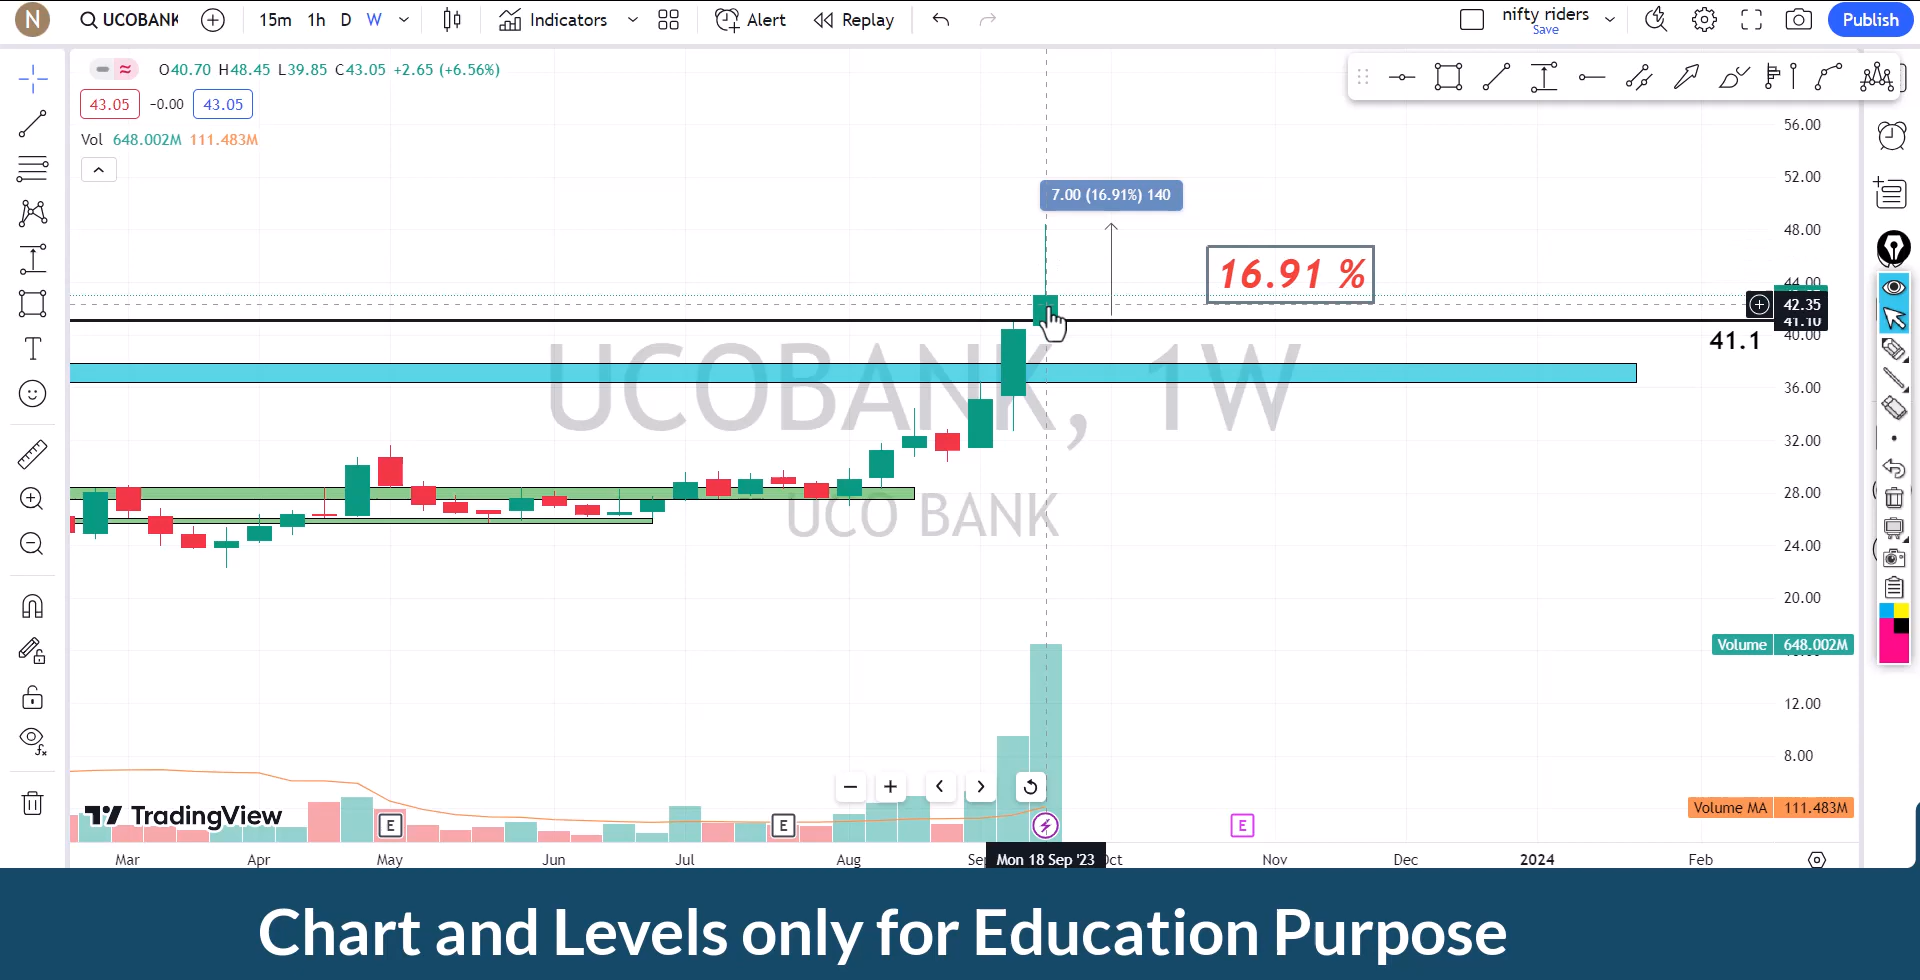 N UCOBANK 15m 1h D W Indicators Alert Replay nifty riders Save Publish
O40.70 H48.45 L39.85 C43.05 +2.65 (+6.56%)
43.05 -0.00 43.05
Vol 648.002M 111.483M
56.00
52.00
7.00 (16.91%) 140
48.00
16.91 %
44.00
42.35
41.10
40.00
41.1
UCOBANK, 1W
36.00
32.00
28.00
UCO BANK
24.00
20.00
Volume 648.002M
12.00
8.00
Volume MA 111.483M
TradingView
E E E
Mar Apr May Jun Jul Aug Sep Mon 18 Sep '23 Oct Nov Dec 2024 Feb
Chart and Levels only for Education Purpose